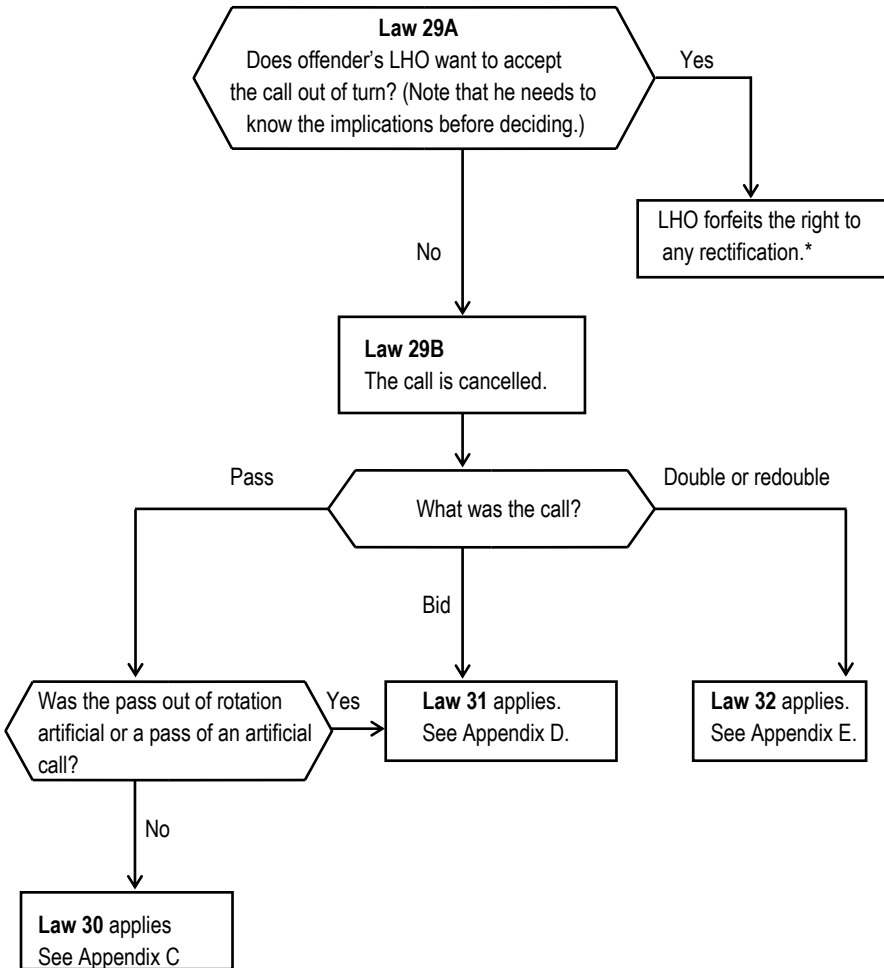 Law 29A
Does offender's LHO want to accept
the call out of turn? (Note that he needs to
know the implications before deciding.)
Yes
LHO forfeits the right to
any rectification.*
No
Law 29B
The call is cancelled.
Pass
What was the call?
Double or redouble
Bid
Was the pass out of rotation
artificial or a pass of an artificial
call?
Yes
Law 31 applies.
See Appendix D.
Law 32 applies.
See Appendix E.
No
Law 30 applies
See Appendix C